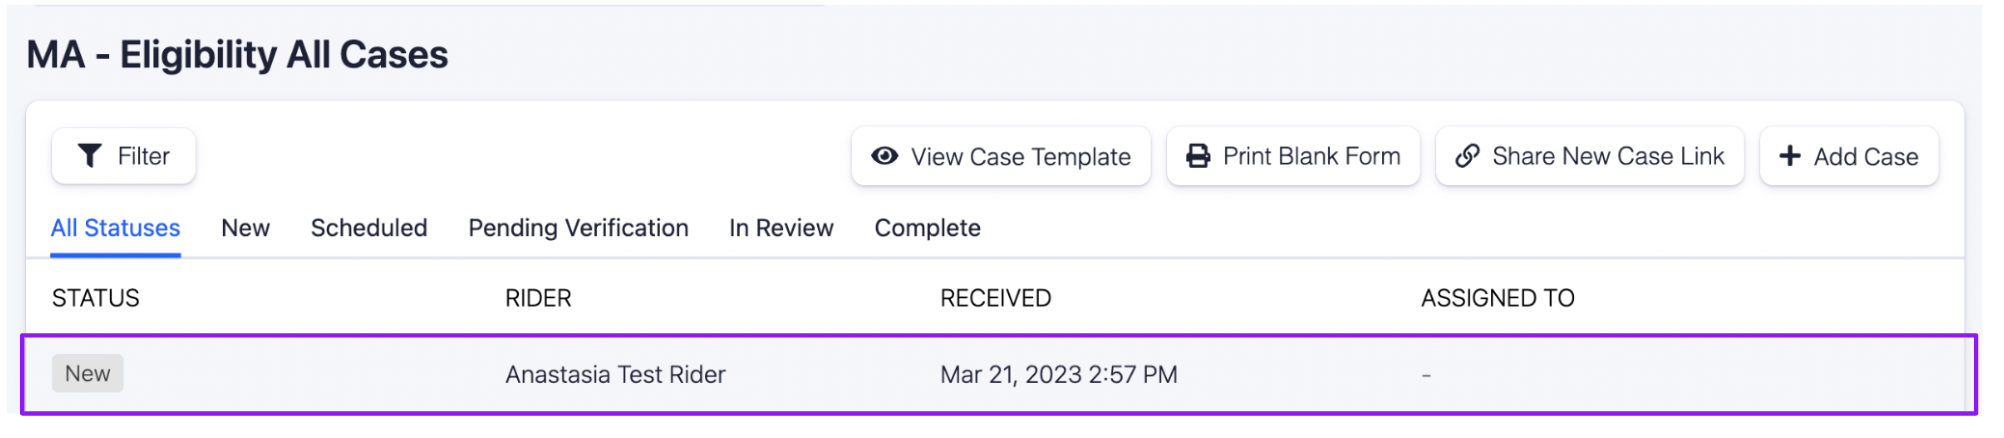 MA - Eligibility All Cases
Filter View Case Template Print Blank Form Share New Case Link Add Case
All Statuses New Scheduled Pending Verification In Review Complete
STATUS RIDER RECEIVED ASSIGNED TO
New Anastasia Test Rider Mar 21, 2023 2:57 PM -